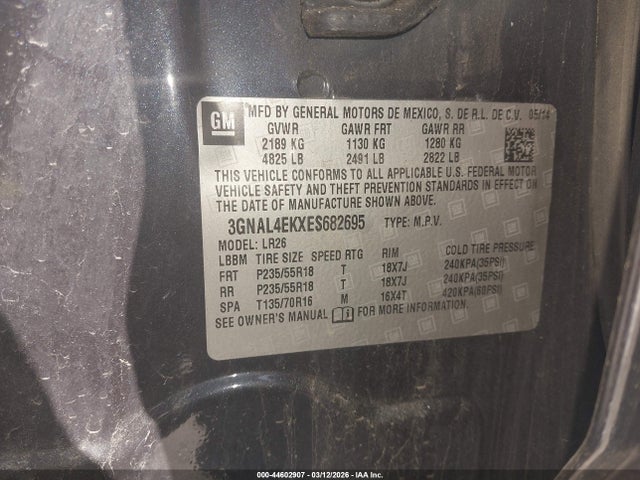 GM
MFD BY GENERAL MOTORS DE MEXICO, S. DE R.L. DE C.V. 05/14
GVWR GAWR FRT GAWR RR
2189 KG 1130 KG 1280 KG
4825 LB 2491 LB 2822 LB
THIS VEHICLE CONFORMS TO ALL APPLICABLE U.S. FEDERAL MOTOR
VEHICLE SAFETY AND THEFT PREVENTION STANDARDS IN EFFECT ON
THE DATE OF MANUFACTURE SHOWN ABOVE.
3GNAL4EKXES682695 TYPE: M.P.V.
MODEL: LR26
LBBM TIRE SIZE SPEED RTG RIM COLD TIRE PRESSURE
FRT P235/55R18 T 18X7J 240KPA(35PSI)
RR P235/55R18 T 18X7J 240KPA(35PSI)
SPA T135/70R16 M 16X4T 420KPA(60PSI)
SEE OWNER'S MANUAL FOR MORE INFORMATION.
000-44602907 - 03/12/2026 - IAA Inc.